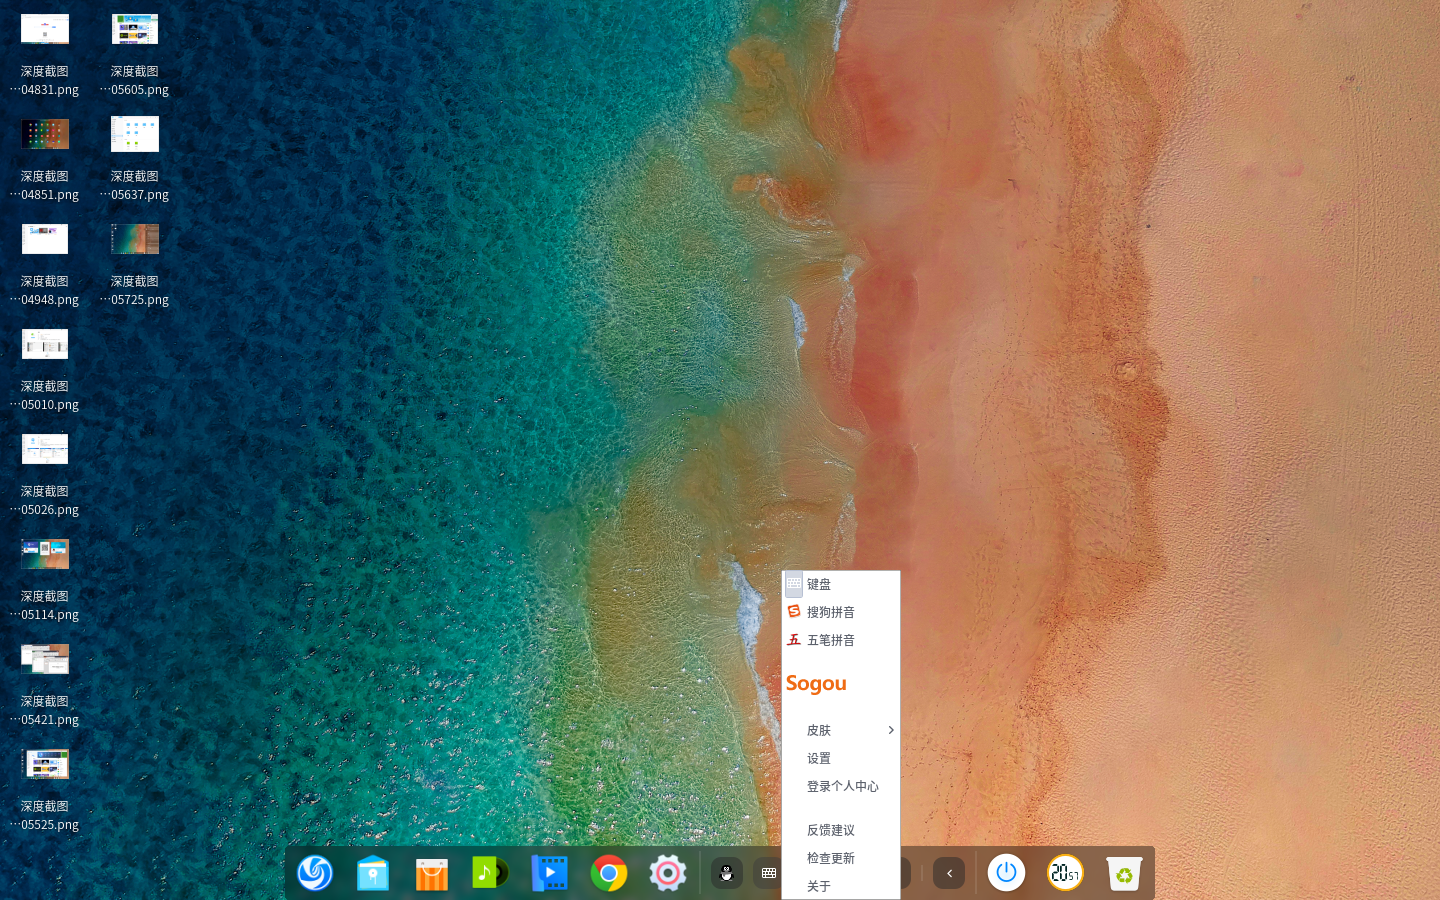 深度截图
…04831.png
深度截图
…05605.png
深度截图
…04851.png
深度截图
…05637.png
深度截图
…04948.png
深度截图
…05725.png
深度截图
…05010.png
深度截图
…05026.png
深度截图
…05114.png
深度截图
…05421.png
深度截图
…05525.png
键盘
搜狗拼音
五 五笔拼音
Sogou
皮肤
设置
登录个人中心
反馈建议
检查更新
关于
20 57